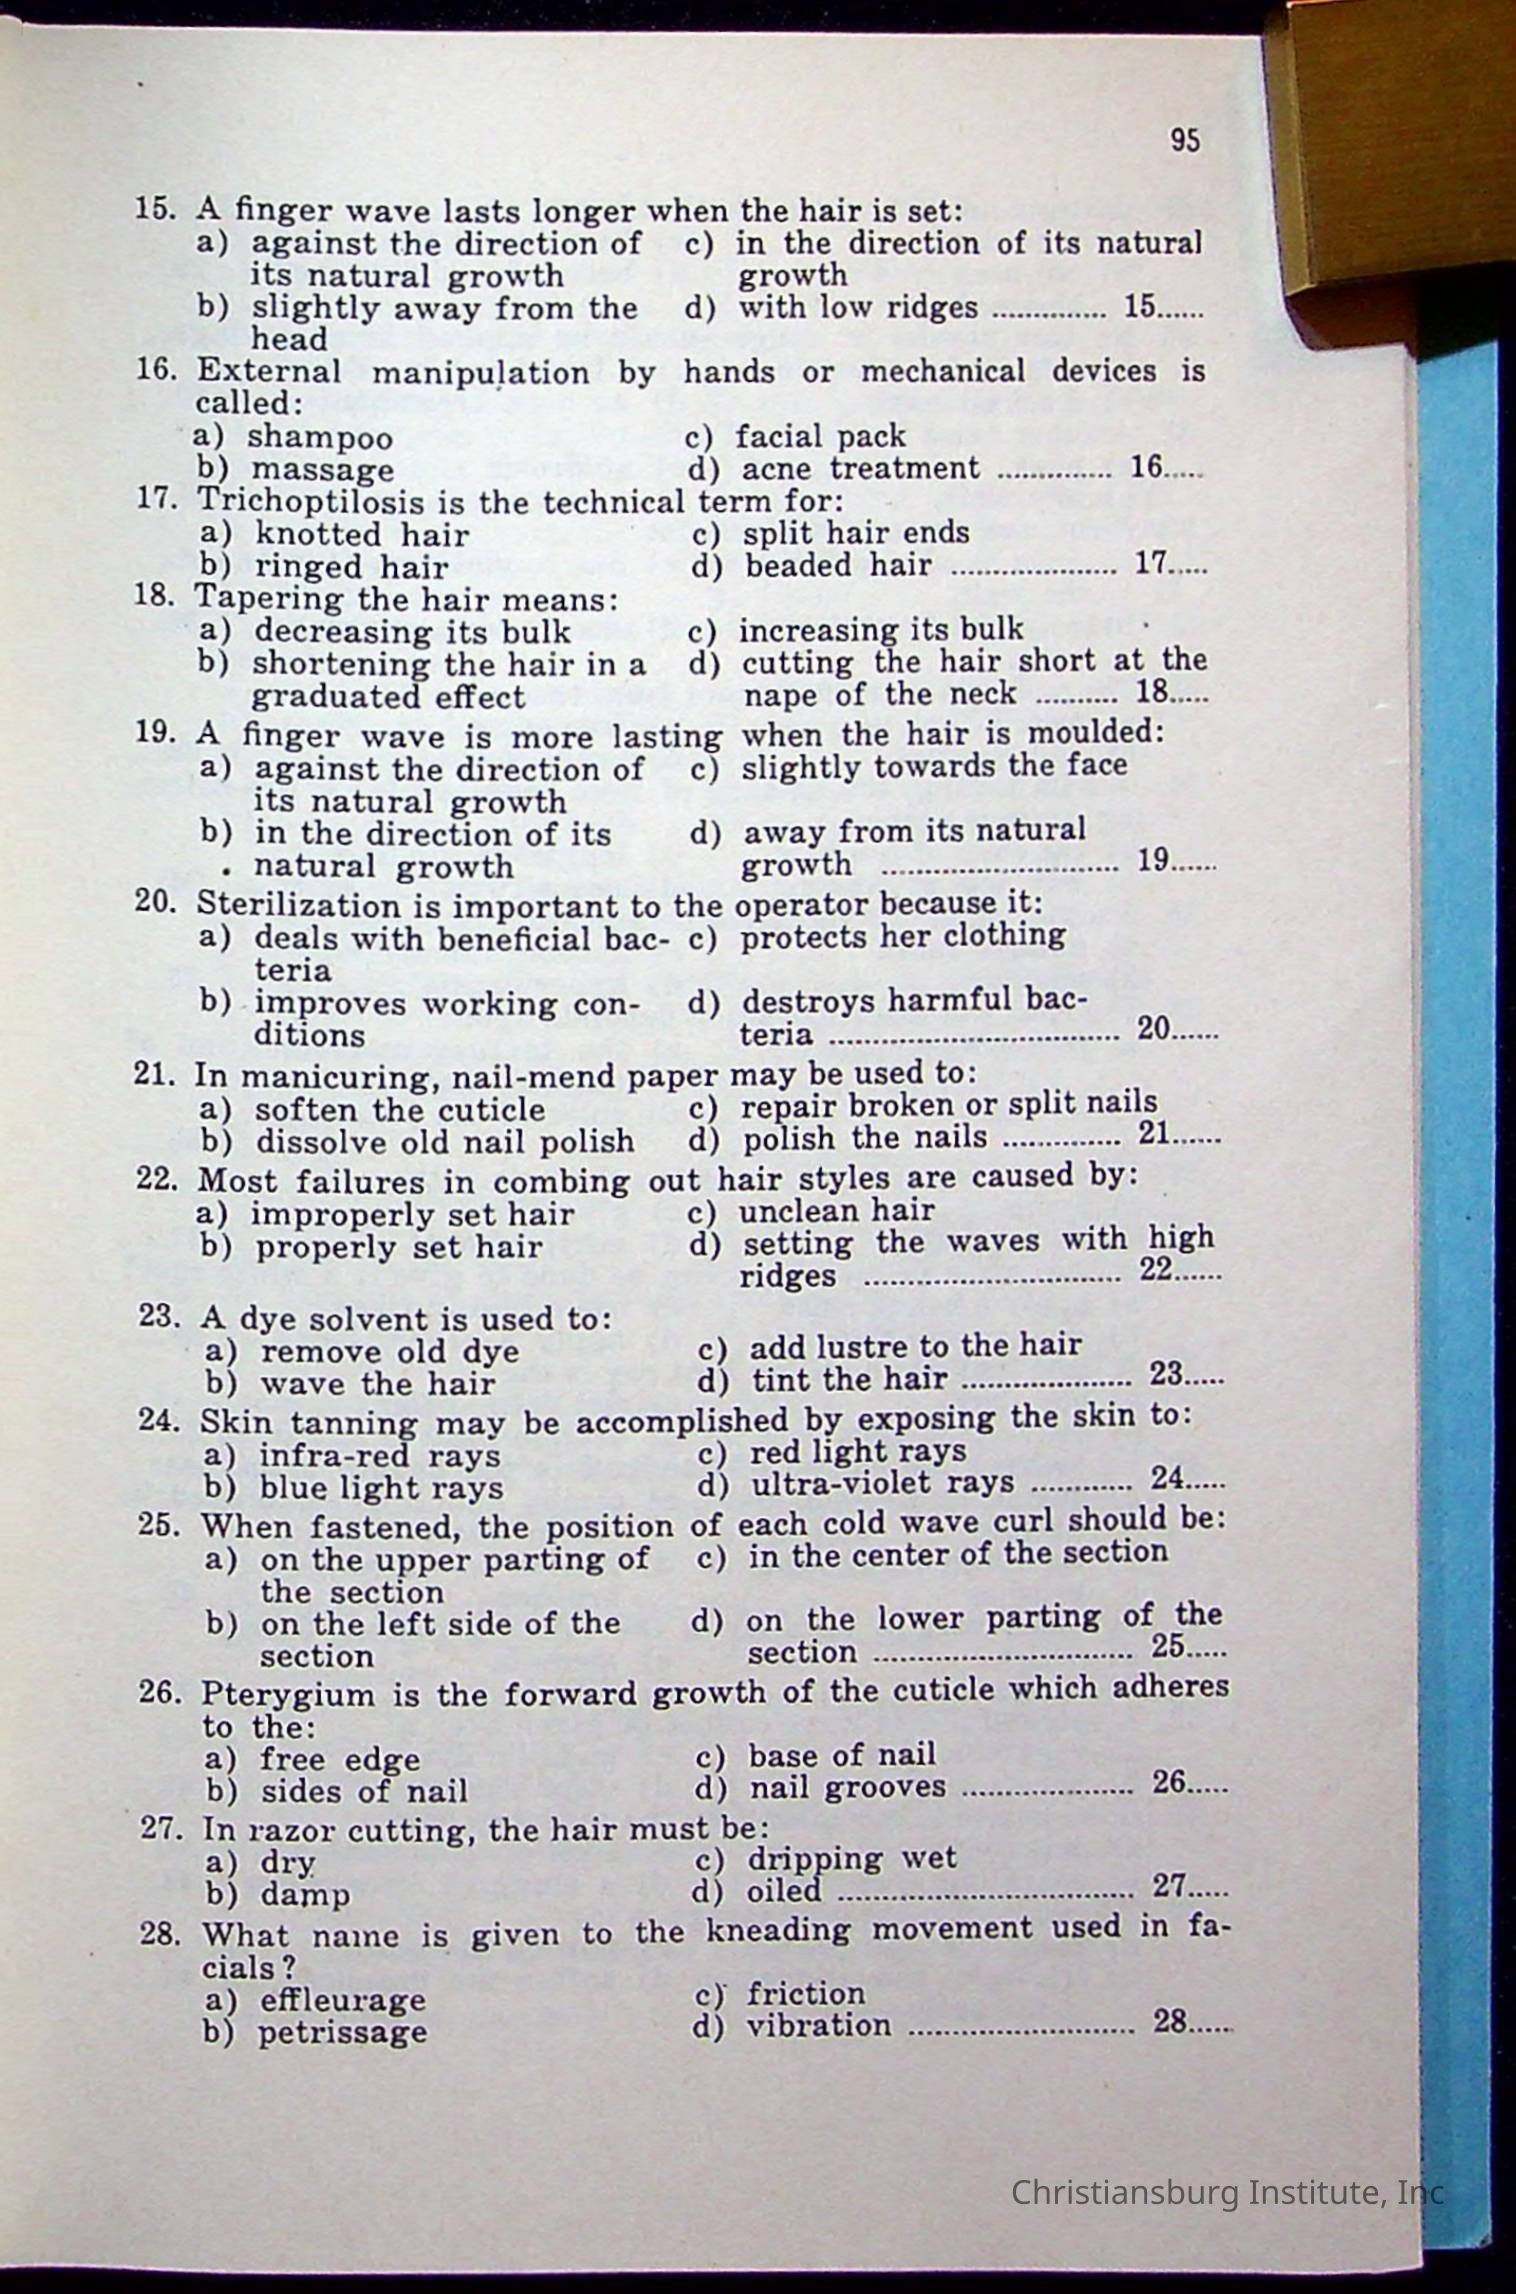 95
15. A finger wave lasts longer when the hair is set:
a) against the direction of c) in the direction of its natural
its natural growth growth
b) slightly away from the d) with low ridges .............. 15......
head
16. External manipulation by hands or mechanical devices is
called:
a) shampoo c) facial pack
b) massage d) acne treatment .............. 16.....
17. Trichoptilosis is the technical term for:
a) knotted hair c) split hair ends
b) ringed hair d) beaded hair .................... 17.....
18. Tapering the hair means:
a) decreasing its bulk c) increasing its bulk
b) shortening the hair in a d) cutting the hair short at the
graduated effect nape of the neck .......... 18.....
19. A finger wave is more lasting when the hair is moulded:
a) against the direction of c) slightly towards the face
its natural growth
b) in the direction of its d) away from its natural
natural growth growth ............................ 19......
20. Sterilization is important to the operator because it:
a) deals with beneficial bac- c) protects her clothing
teria
b) improves working con- d) destroys harmful bac-
ditions teria .................................. 20......
21. In manicuring, nail-mend paper may be used to:
a) soften the cuticle c) repair broken or split nails
b) dissolve old nail polish d) polish the nails .............. 21......
22. Most failures in combing out hair styles are caused by:
a) improperly set hair c) unclean hair
b) properly set hair d) setting the waves with high
ridges .............................. 22......
23. A dye solvent is used to:
a) remove old dye c) add lustre to the hair
b) wave the hair d) tint the hair .................... 23.....
24. Skin tanning may be accomplished by exposing the skin to:
a) infra-red rays c) red light rays
b) blue light rays d) ultra-violet rays ............ 24.....
25. When fastened, the position of each cold wave curl should be:
a) on the upper parting of c) in the center of the section
the section
b) on the left side of the d) on the lower parting of the
section section .............................. 25.....
26. Pterygium is the forward growth of the cuticle which adheres
to the:
a) free edge c) base of nail
b) sides of nail d) nail grooves .................... 26.....
27. In razor cutting, the hair must be:
a) dry c) dripping wet
b) damp d) oiled .................................. 27.....
28. What name is given to the kneading movement used in fa-
cials?
a) effleurage c) friction
b) petrissage d) vibration .......................... 28......
Christiansburg Institute, Inc